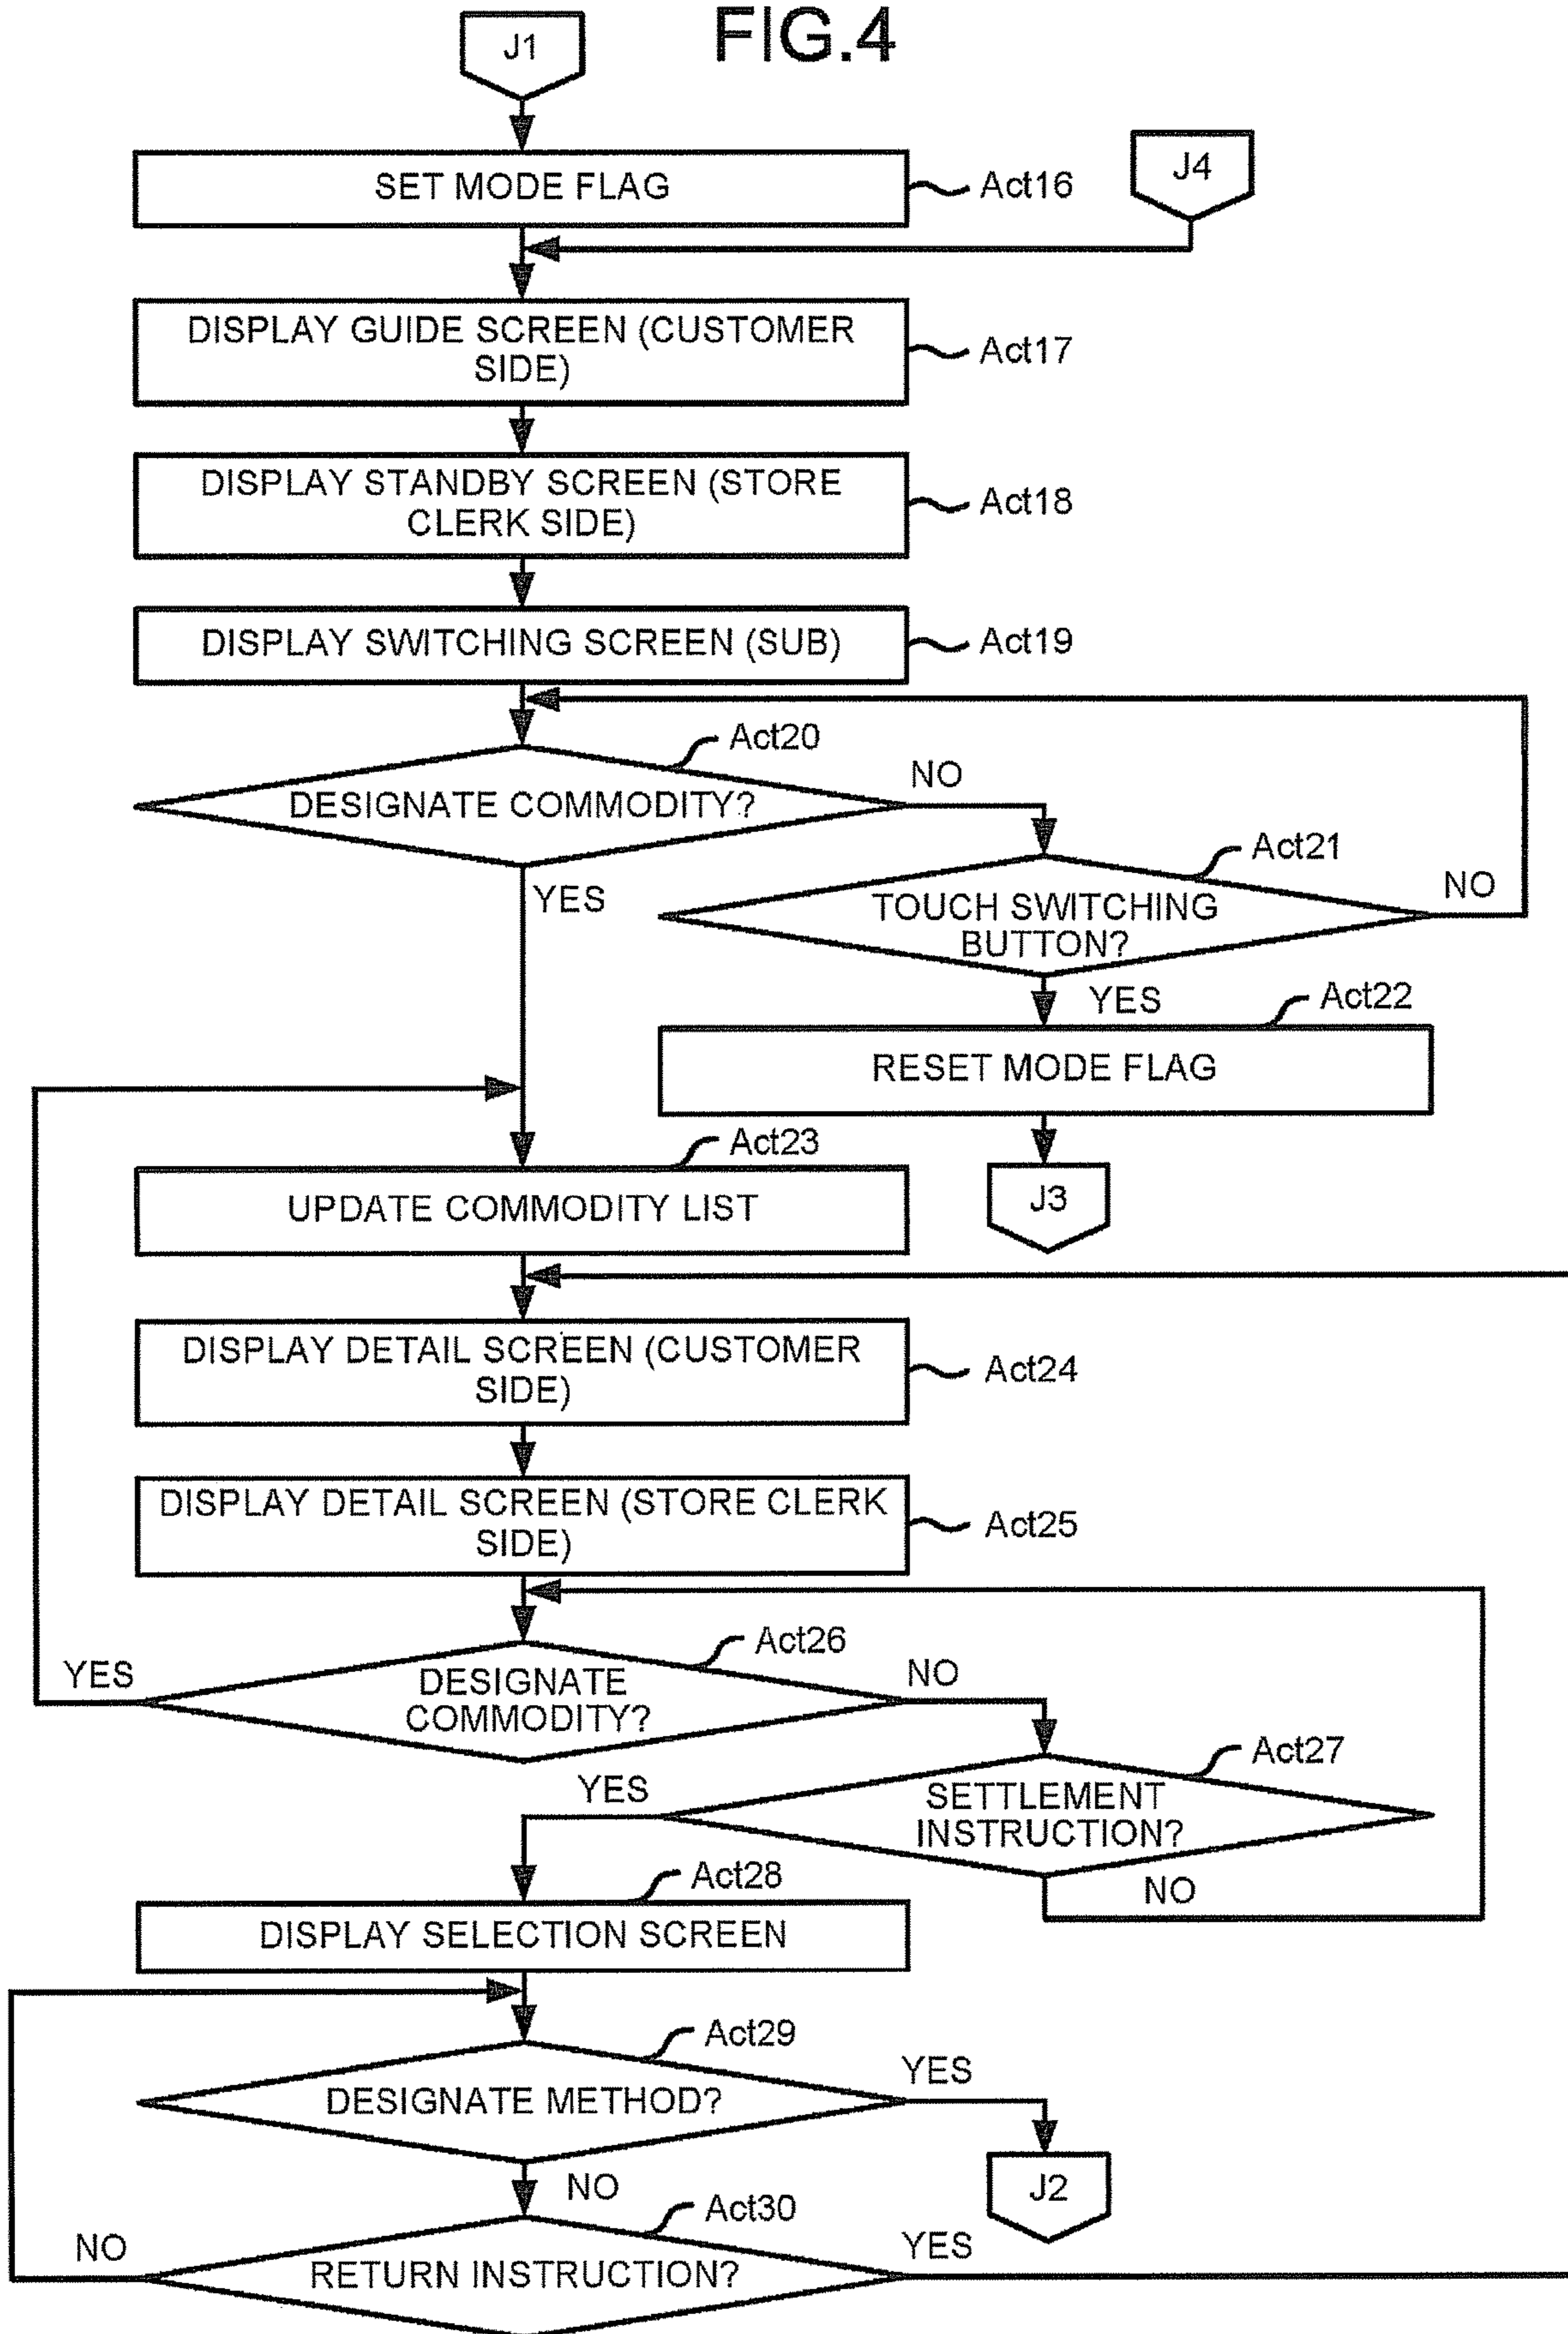 FIG.4
J1
SET MODE FLAG
Act16
J4
DISPLAY GUIDE SCREEN (CUSTOMER
SIDE)
Act17
DISPLAY STANDBY SCREEN (STORE
CLERK SIDE)
Act18
DISPLAY SWITCHING SCREEN (SUB)
Act19
Act20
DESIGNATE COMMODITY?
NO
YES
Act21
TOUCH SWITCHING
BUTTON?
NO
YES
Act22
RESET MODE FLAG
J3
Act23
UPDATE COMMODITY LIST
DISPLAY DETAIL SCREEN (CUSTOMER
SIDE)
Act24
DISPLAY DETAIL SCREEN (STORE CLERK
SIDE)
Act25
Act26
YES
DESIGNATE
COMMODITY?
NO
Act27
YES
SETTLEMENT
INSTRUCTION?
NO
Act28
DISPLAY SELECTION SCREEN
Act29
DESIGNATE METHOD?
YES
J2
NO
Act30
NO
RETURN INSTRUCTION?
YES